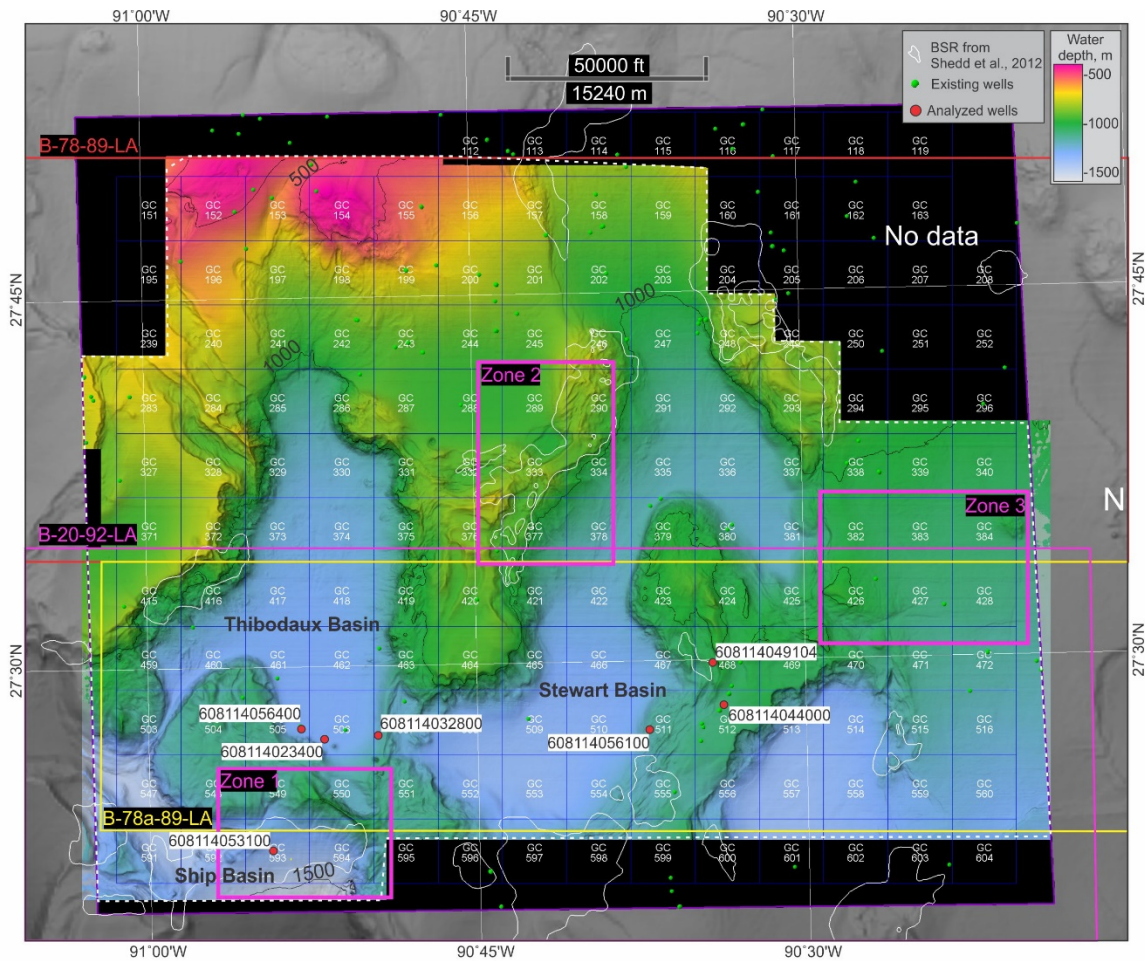 91°00'W 90°45'W 90°30'W
50000 ft
15240 m
BSR from
Shedd et al., 2012
Existing wells
Analyzed wells
Water
depth, m
-500
-1000
-1500
B-78-89-LA
GC 112 GC 113 GC 114 GC 115 GC 116 GC 117 GC 118 GC 119
500
GC 151 GC 152 GC 153 GC 154 GC 155 GC 156 GC 157 GC 158 GC 159 GC 160 GC 161 GC 162 GC 163
No data
GC 195 GC 196 GC 197 GC 198 GC 199 GC 200 GC 201 GC 202 GC 203 GC 204 GC 205 GC 206 GC 207 GC 208
27°45'N 27°45'N
1000
1000
GC 239 GC 240 GC 241 GC 242 GC 243 GC 244 GC 245 GC 246 GC 247 GC 248 GC 249 GC 250 GC 251 GC 252
Zone 2
GC 283 GC 284 GC 285 GC 286 GC 287 GC 288 GC 289 GC 290 GC 291 GC 292 GC 293 GC 294 GC 295 GC 296
GC 327 GC 328 GC 329 GC 330 GC 331 GC 332 GC 333 GC 334 GC 335 GC 336 GC 337 GC 338 GC 339 GC 340
N
Zone 3
GC 371 GC 372 GC 373 GC 374 GC 375 GC 376 GC 377 GC 378 GC 379 GC 380 GC 381 GC 382 GC 383 GC 384
B-20-92-LA
GC 415 GC 416 GC 417 GC 418 GC 419 GC 420 GC 421 GC 422 GC 423 GC 424 GC 425 GC 426 GC 427 GC 428
Thibodaux Basin
608114049104
27°30'N 27°30'N
GC 459 GC 460 GC 461 GC 462 GC 463 GC 464 GC 465 GC 466 GC 467 GC 468 GC 469 GC 470 GC 471 GC 472
Stewart Basin
608114056400
608114032800
608114044000
GC 503 GC 504 GC 505 GC 506 GC 509 GC 510 GC 511 GC 512 GC 513 GC 514 GC 515 GC 516
608114023400
608114056100
Zone 1
GC 547 GC 549 GC 550 GC 551 GC 552 GC 553 GC 554 GC 555 GC 556 GC 557 GC 558 GC 559 GC 560
B-78a-89-LA
608114053100
GC 591 GC 593 GC 594 GC 595 GC 596 GC 597 GC 598 GC 599 GC 600 GC 601 GC 602 GC 603 GC 604
Ship Basin
1500
91°00'W 90°45'W 90°30'W